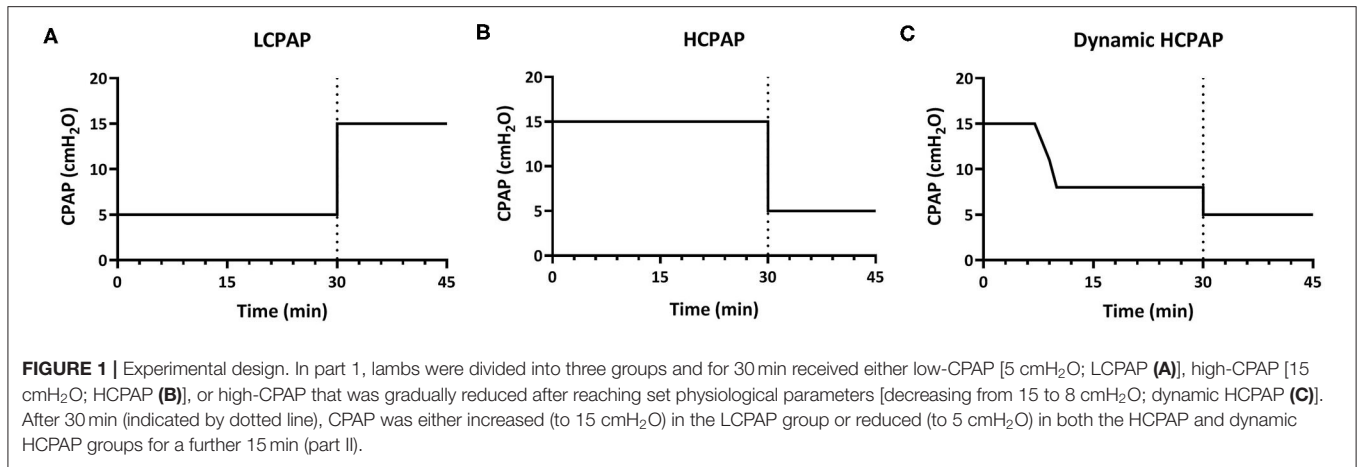 A
LCPAP
B
HCPAP
C
Dynamic HCPAP
CPAP (cmH2O)
20
15
10
5
0
0 15 30 45
Time (min)
CPAP (cmH2O)
20
15
10
5
0
0 15 30 45
Time (min)
CPAP (cmH2O)
20
15
10
5
0
0 15 30 45
Time (min)
FIGURE 1 | Experimental design. In part 1, lambs were divided into three groups and for 30 min received either low-CPAP [5 cmH2O; LCPAP (A)], high-CPAP [15
cmH2O; HCPAP (B)], or high-CPAP that was gradually reduced after reaching set physiological parameters [decreasing from 15 to 8 cmH2O; dynamic HCPAP (C)].
After 30 min (indicated by dotted line), CPAP was either increased (to 15 cmH2O) in the LCPAP group or reduced (to 5 cmH2O) in both the HCPAP and dynamic
HCPAP groups for a further 15 min (part II).